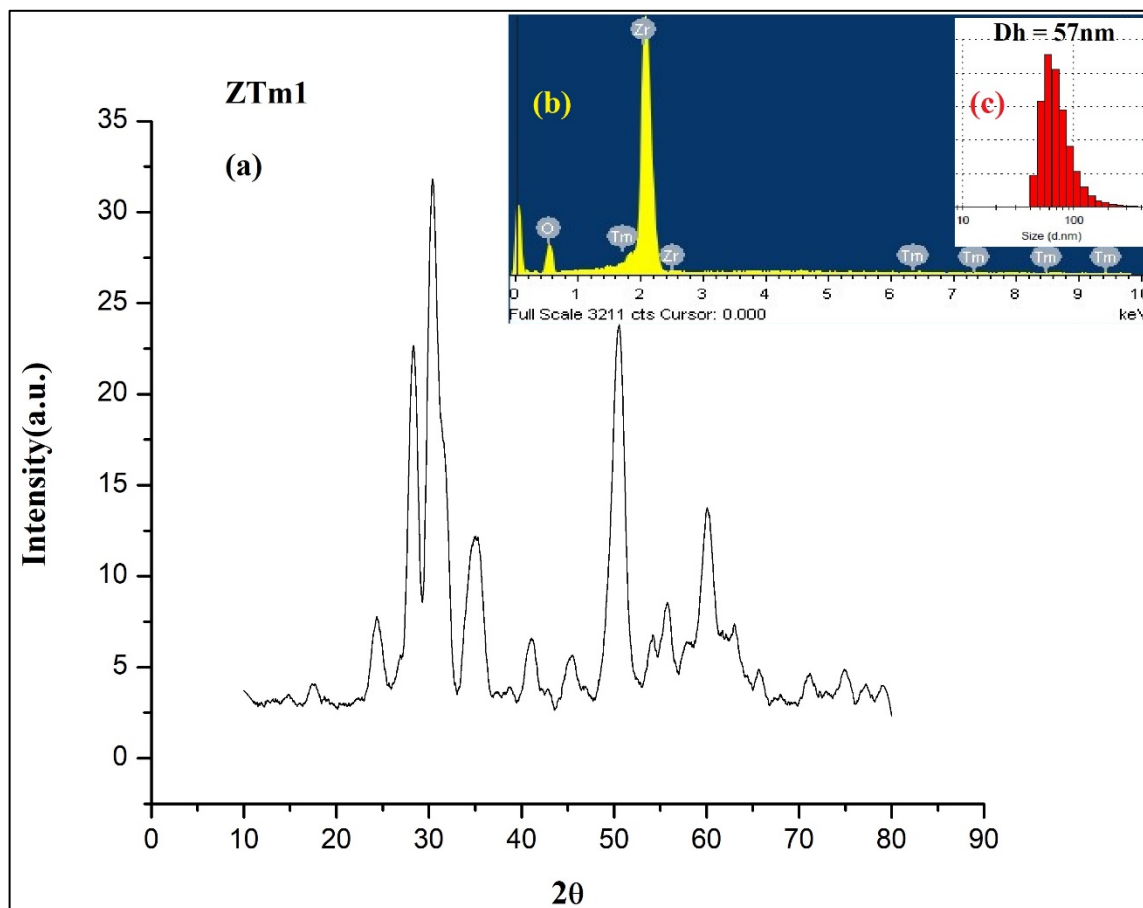 ZTm1
(a)
Intensity(a.u.)
35
30
25
20
15
10
5
0
0 10 20 30 40 50 60 70 80 90
2θ
(b)
Zr
O
Tm
Zr
Tm
Tm
Tm
Tm
0 1 2 3 4 5 6 7 8 9 10
Full Scale 3211 cts Cursor: 0.000
keV
Dh = 57nm
(c)
10 100
Size (d.nm)